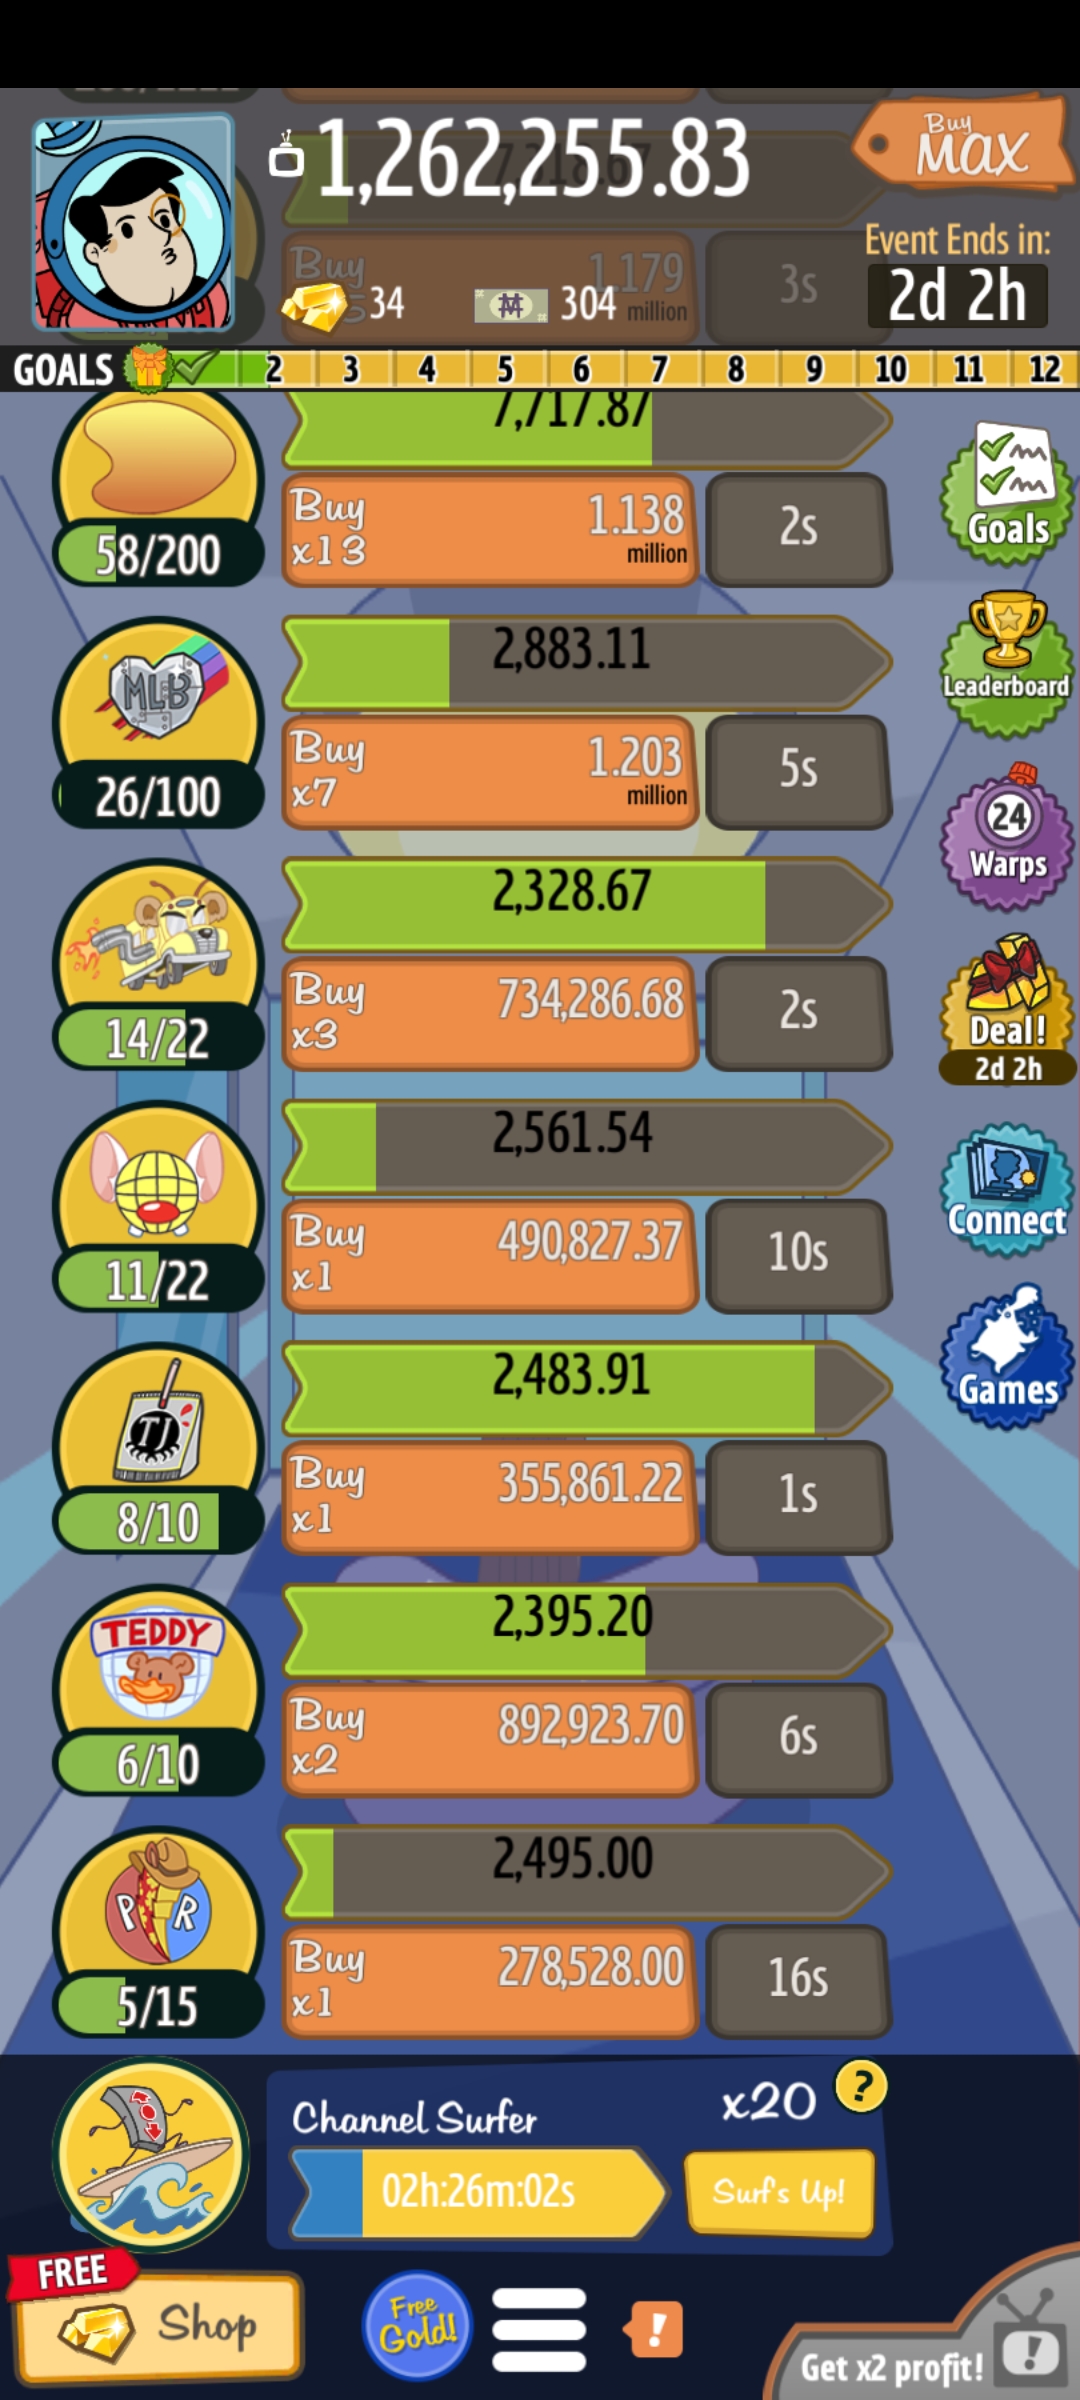 1,262,255.83
Buy
MAX
Event Ends in:
2d 2h
Buy
1.179
million
3s
34
304
GOALS 2 3 4 5 6 7 8 9 10 11 12
7,717.87
Buy
x13
1.138
million
2s
58/200
Goals
2,883.11
MLB
Buy
x7
1.203
million
5s
26/100
Leaderboard
24
Warps
2,328.67
Buy
x3
734,286.68
2s
14/22
Deal!
2d 2h
2,561.54
Buy
x1
490,827.37
10s
11/22
Connect
2,483.91
TJ
Buy
x1
355,861.22
1s
8/10
Games
2,395.20
TEDDY
Buy
x2
892,923.70
6s
6/10
2,495.00
P R
Buy
x1
278,528.00
16s
5/15
Channel Surfer
x20
?
02h:26m:02s
Surf's Up!
FREE
Shop
Free
Gold!
!
Get x2 profit!
!